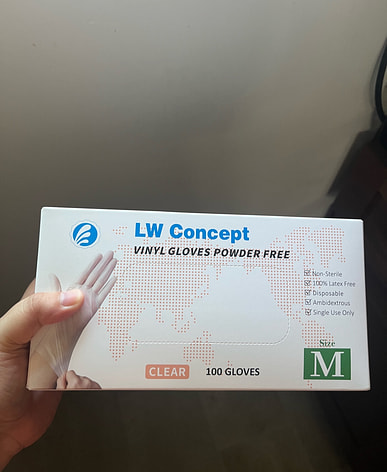 LW Concept
VINYL GLOVES POWDER FREE
Non-Sterile
100% Latex Free
Disposable
Ambidextrous
Single Use Only
CLEAR 100 GLOVES
Size
M